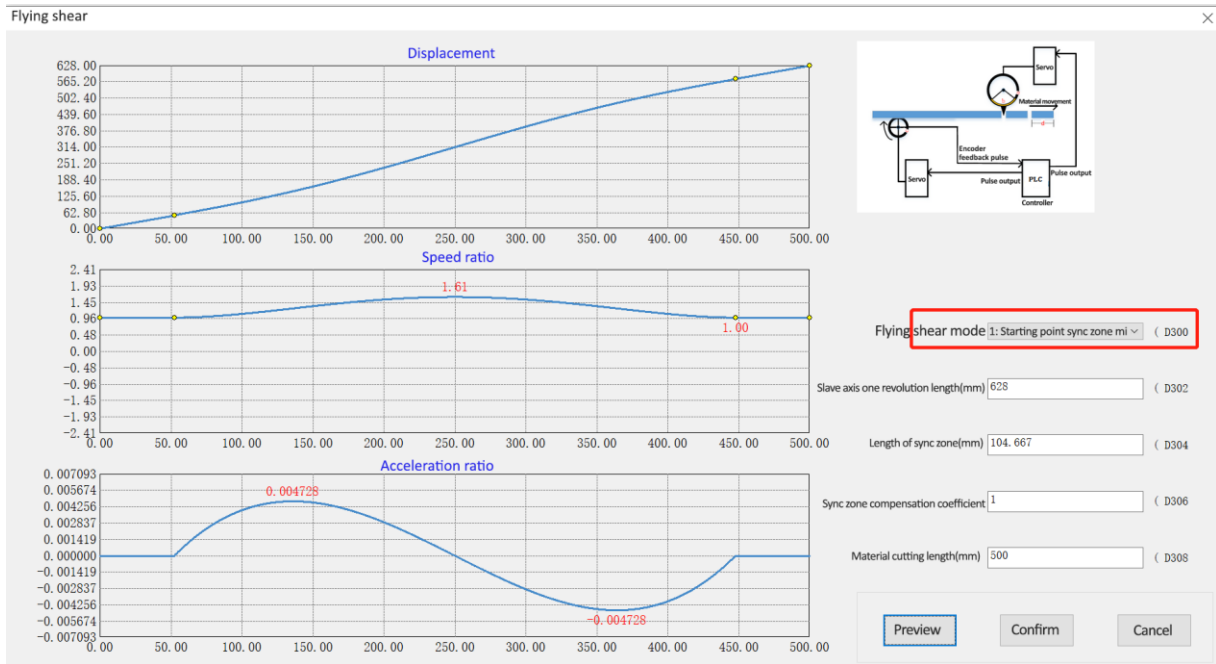 Flying shear
Displacement
628.00
565.20
502.40
439.60
376.80
314.00
251.20
188.40
125.60
62.80
0.00
0.00 50.00 100.00 150.00 200.00 250.00 300.00 350.00 400.00 450.00 500.00
Speed ratio
2.41
1.93
1.45
0.96
0.48
0.00
-0.48
-0.96
-1.45
-1.93
-2.41
1.61
1.00
0.00 50.00 100.00 150.00 200.00 250.00 300.00 350.00 400.00 450.00 500.00
Acceleration ratio
0.007093
0.005674
0.004256
0.002837
0.001419
0.000000
-0.001419
-0.002837
-0.004256
-0.005674
-0.007093
0.004728
-0.004728
0.00 50.00 100.00 150.00 200.00 250.00 300.00 350.00 400.00 450.00 500.00
Servo
Material movement
d
Encoder
feedback pulse
Servo
Pulse output
PLC
Pulse output
Controller
Flying shear mode 1: Starting point sync zone mi ( D300
Slave axis one revolution length(mm) 628 ( D302
Length of sync zone(mm) 104.667 ( D304
Sync zone compensation coefficient 1 ( D306
Material cutting length(mm) 500 ( D308
Preview Confirm Cancel